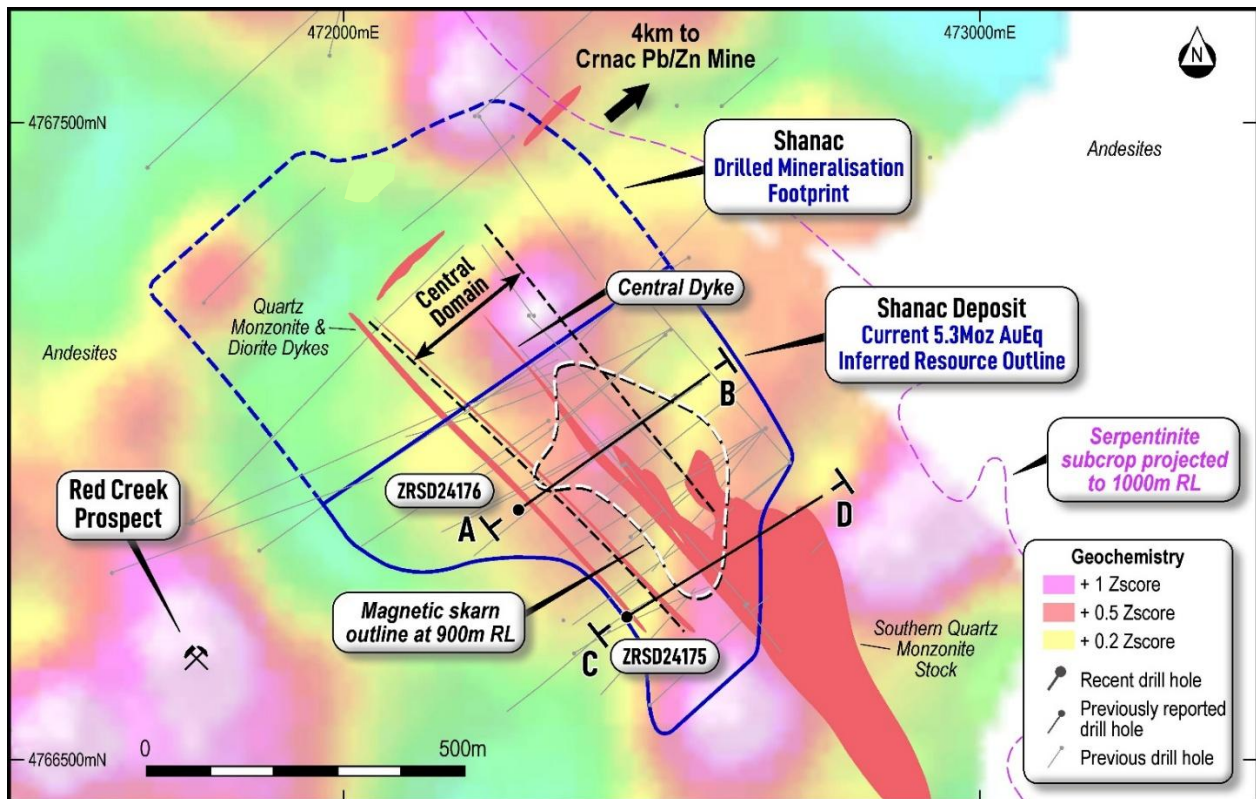 472000mE
473000mE
N
4km to
Crnac Pb/Zn Mine
4767500mN
Andesites
Shanac
Drilled Mineralisation
Footprint
Central
Domain
Central Dyke
Quartz
Monzonite &
Diorite Dykes
Andesites
Shanac Deposit
Current 5.3Moz AuEq
Inferred Resource Outline
B
Serpentinite
subcrop projected
to 1000m RL
Red Creek
Prospect
ZRSD24176
A
D
Magnetic skarn
outline at 900m RL
C
ZRSD24175
Southern Quartz
Monzonite
Stock
Geochemistry
+ 1 Zscore
+ 0.5 Zscore
+ 0.2 Zscore
Recent drill hole
Previously reported
drill hole
Previous drill hole
0
500m
4766500mN